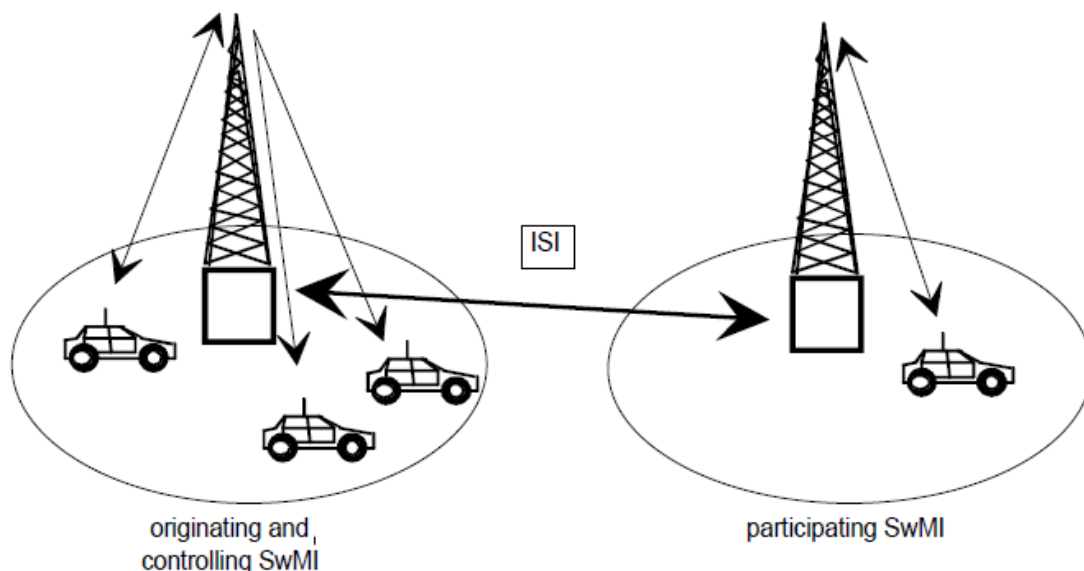 ISI
originating and
controlling SwMI
participating SwMI